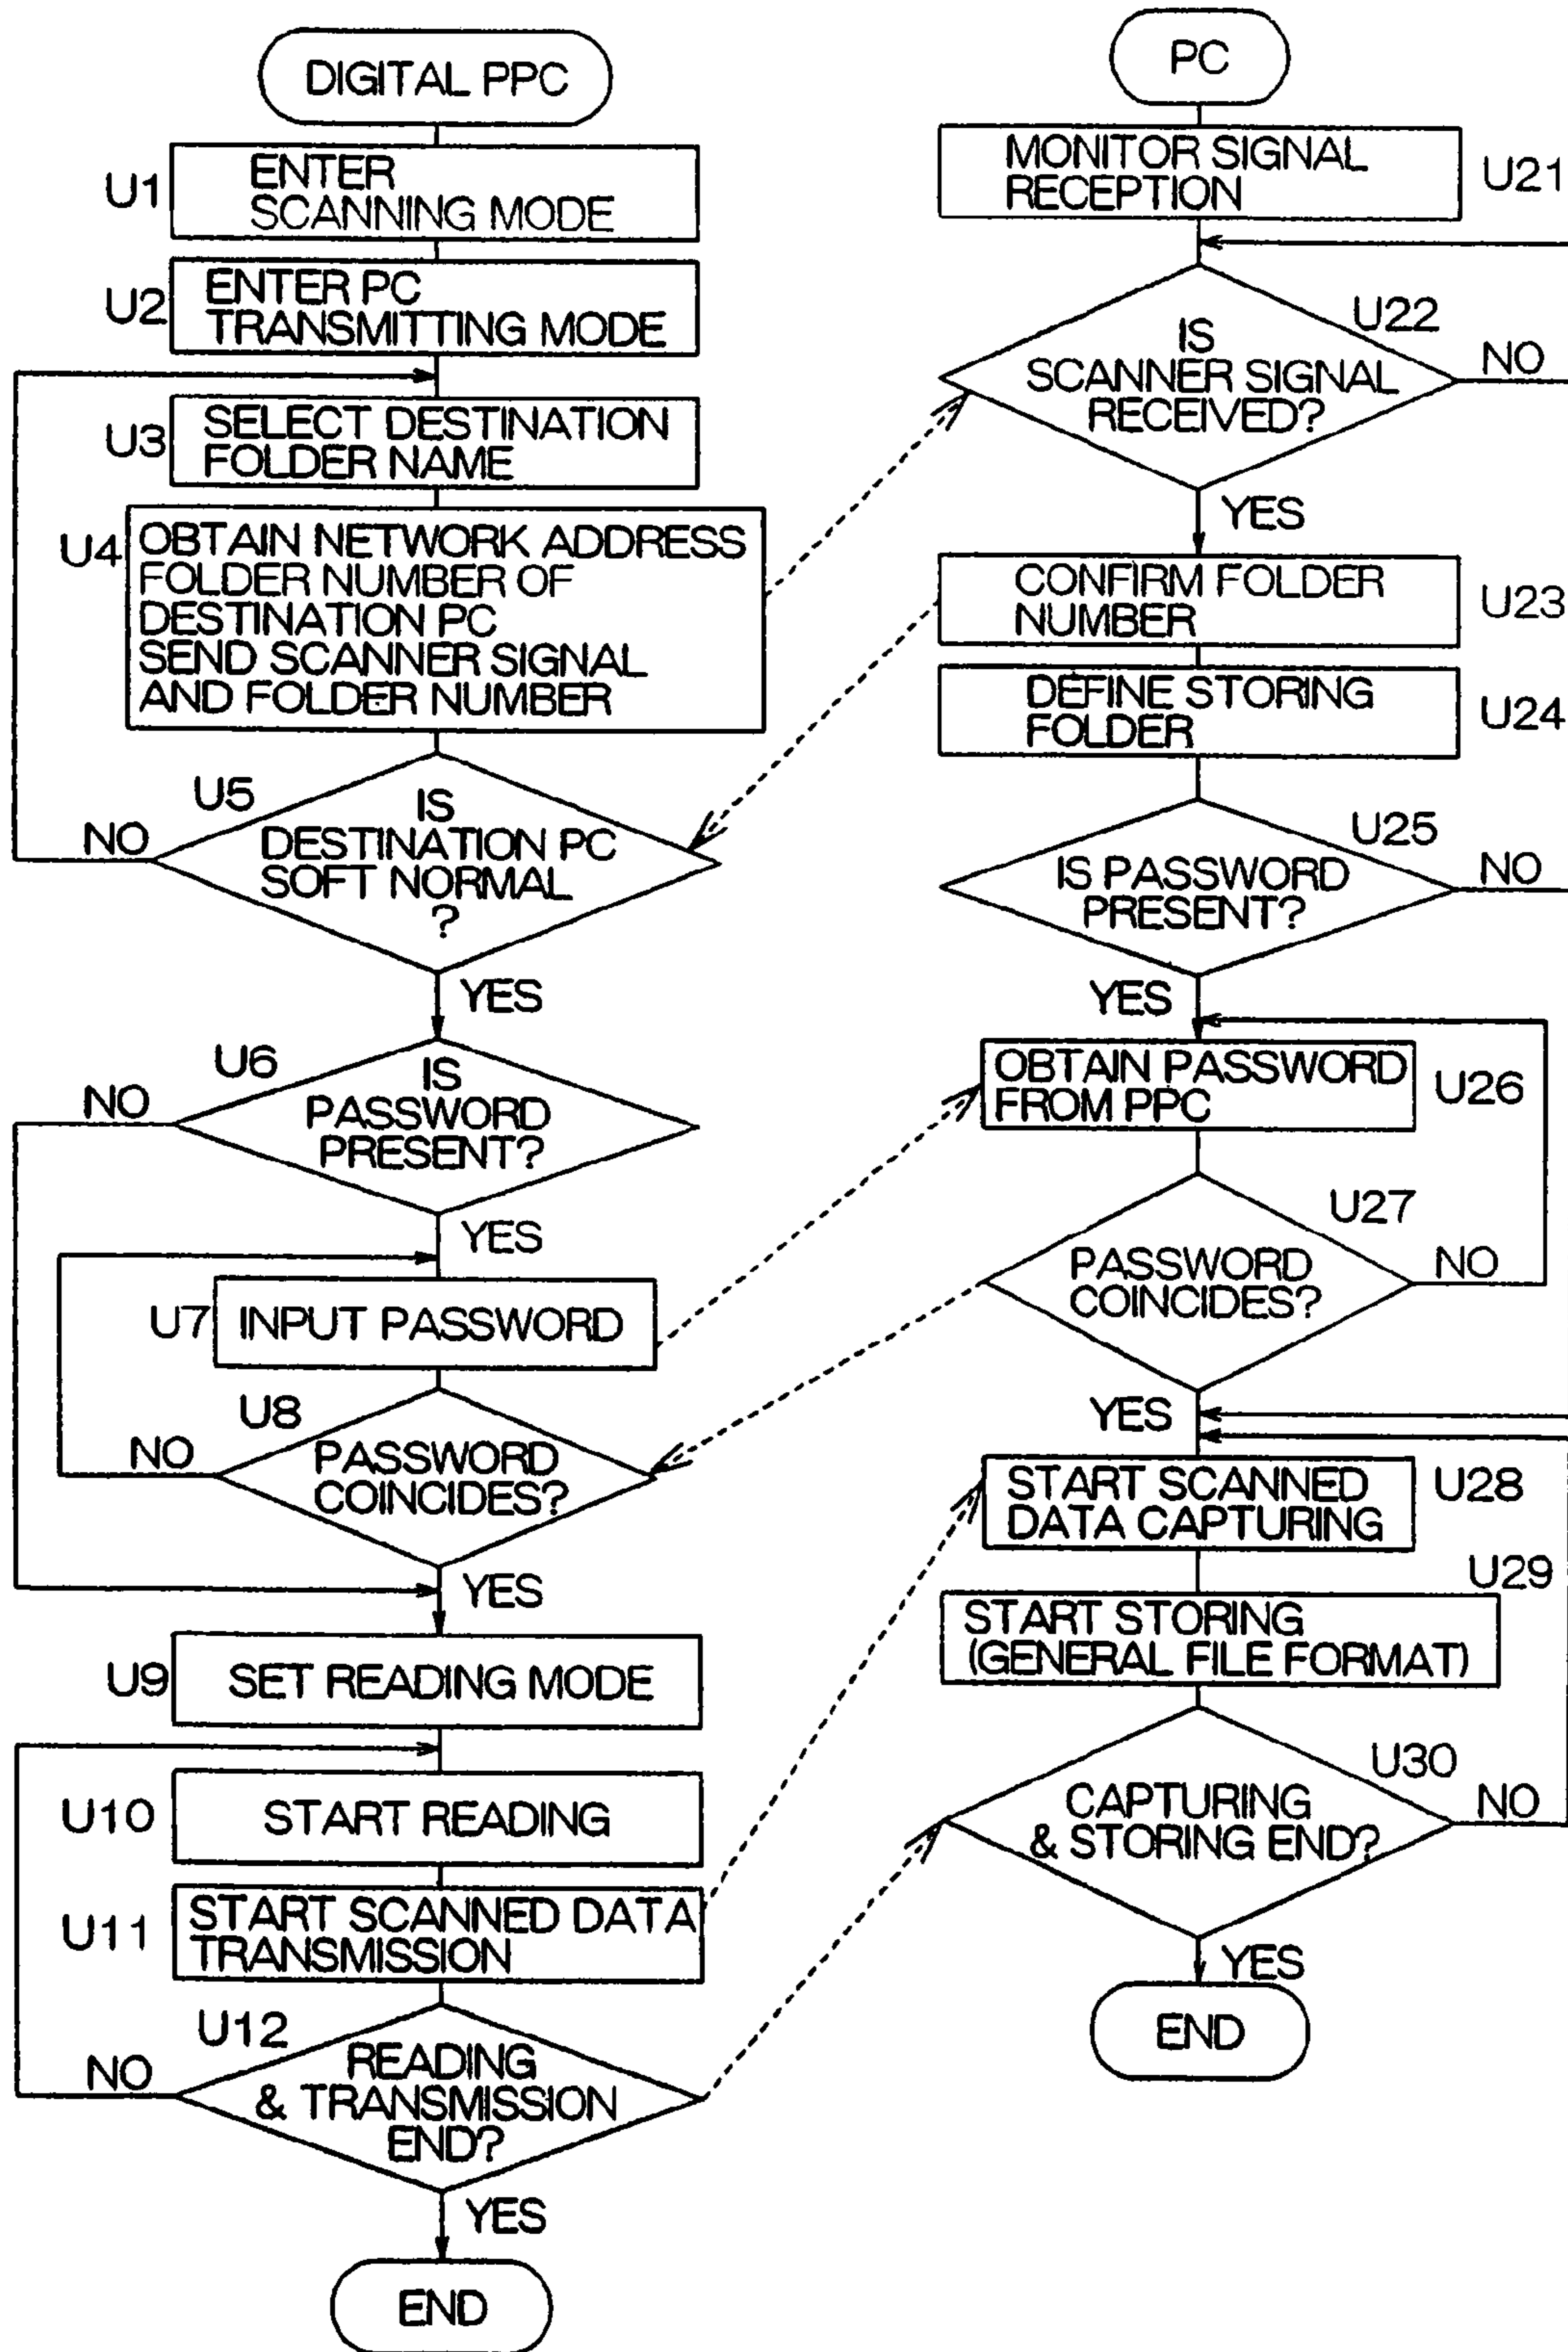 DIGITAL PPC
U1
ENTER
SCANNING MODE
U2
ENTER PC
TRANSMITTING MODE
U3
SELECT DESTINATION
FOLDER NAME
U4
OBTAIN NETWORK ADDRESS
FOLDER NUMBER OF
DESTINATION PC
SEND SCANNER SIGNAL
AND FOLDER NUMBER
U5
IS
DESTINATION PC
SOFT NORMAL
?
NO
YES
U6
IS
PASSWORD
PRESENT?
NO
YES
U7
INPUT PASSWORD
U8
PASSWORD
COINCIDES?
NO
YES
U9
SET READING MODE
U10
START READING
U11
START SCANNED DATA
TRANSMISSION
U12
READING
& TRANSMISSION
END?
NO
YES
END
PC
MONITOR SIGNAL
RECEPTION
U21
U22
IS
SCANNER SIGNAL
RECEIVED?
NO
YES
CONFIRM FOLDER
NUMBER
U23
DEFINE STORING
FOLDER
U24
U25
IS PASSWORD
PRESENT?
NO
YES
OBTAIN PASSWORD
FROM PPC
U26
U27
PASSWORD
COINCIDES?
NO
YES
START SCANNED
DATA CAPTURING
U28
U29
START STORING
(GENERAL FILE FORMAT)
U30
CAPTURING
& STORING END?
NO
YES
END